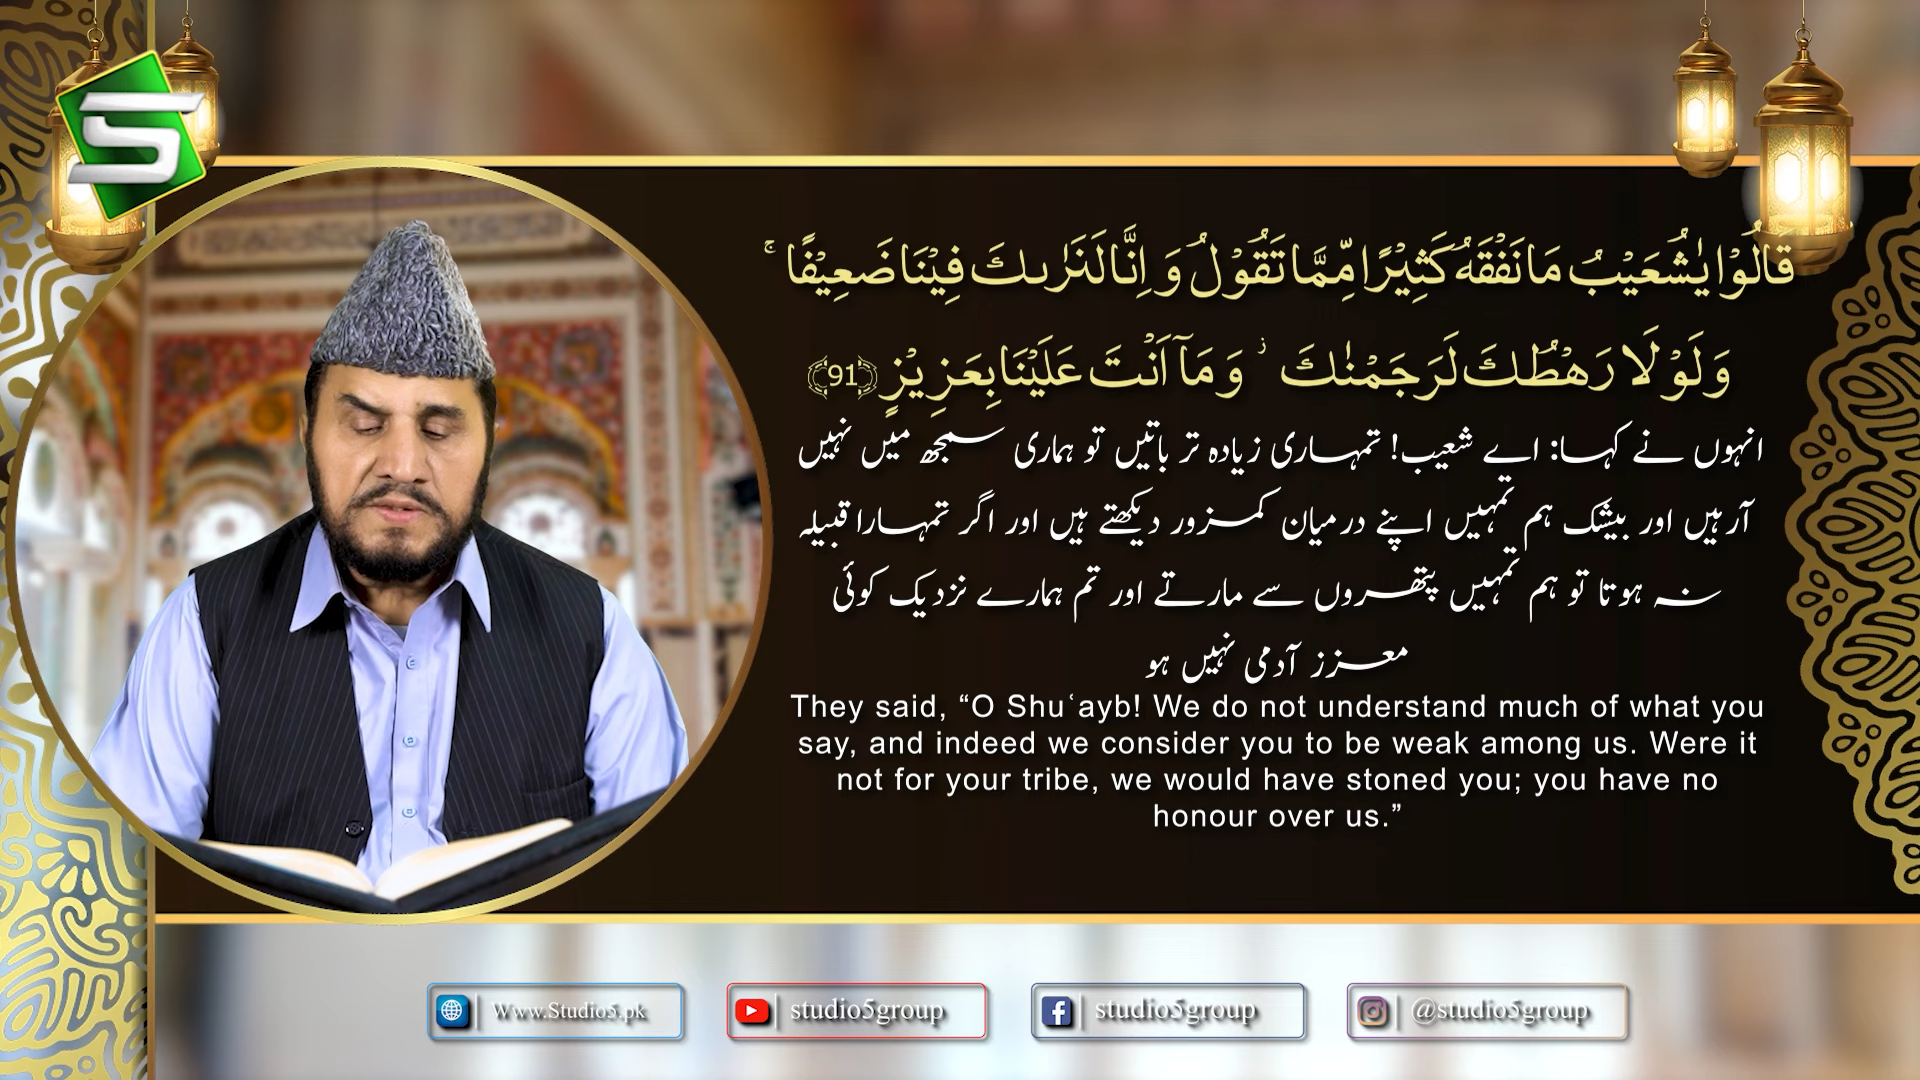 قَالُوْا يٰشُعَيْبُ مَا نَفْقَهُ كَثِيْرًا مِّمَّا تَقُوْلُ وَ اِنَّا لَنَرٰىكَ فِيْنَا ضَعِيْفًا ۚ
وَ لَوْ لَا رَهْطُكَ لَرَجَمْنٰكَ ؗ وَ مَاۤ اَنْتَ عَلَيْنَا بِعَزِيْزٍ ﴿91﴾
انہوں نے کہا: اے شعیب! تمہاری زیادہ تر باتیں تو ہماری سمجھ میں نہیں
آرہیں اور بیشک ہم تمہیں اپنے درمیان کمزور دیکھتے ہیں اور اگر تمہارا قبیلہ
نہ ہوتا تو ہم تمہیں پتھروں سے مارتے اور تم ہمارے نزدیک کوئی
معزز آدمی نہیں ہو
They said, “O Shuʿayb! We do not understand much of what you
say, and indeed we consider you to be weak among us. Were it
not for your tribe, we would have stoned you; you have no
honour over us.”
5
Www.Studio5.pk
studio5group
studio5group
@studio5group